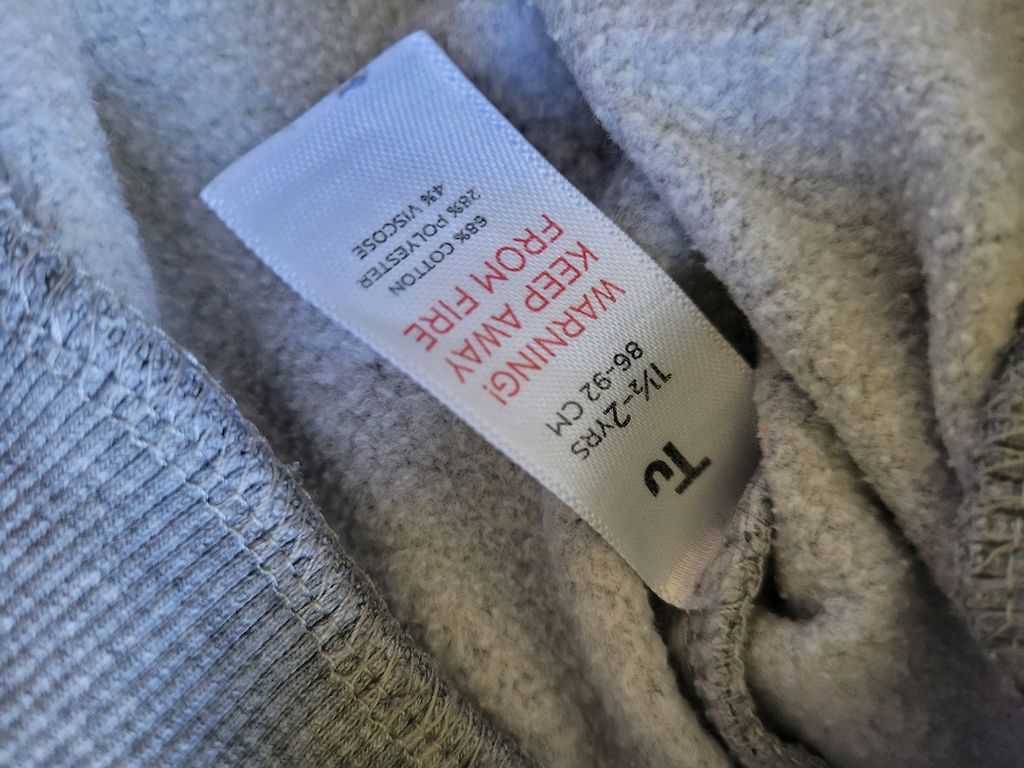 Tu
1½-2YRS
86-92 CM
WARNING!
KEEP AWAY
FROM FIRE
68% COTTON
28% POLYESTER
4% VISCOSE